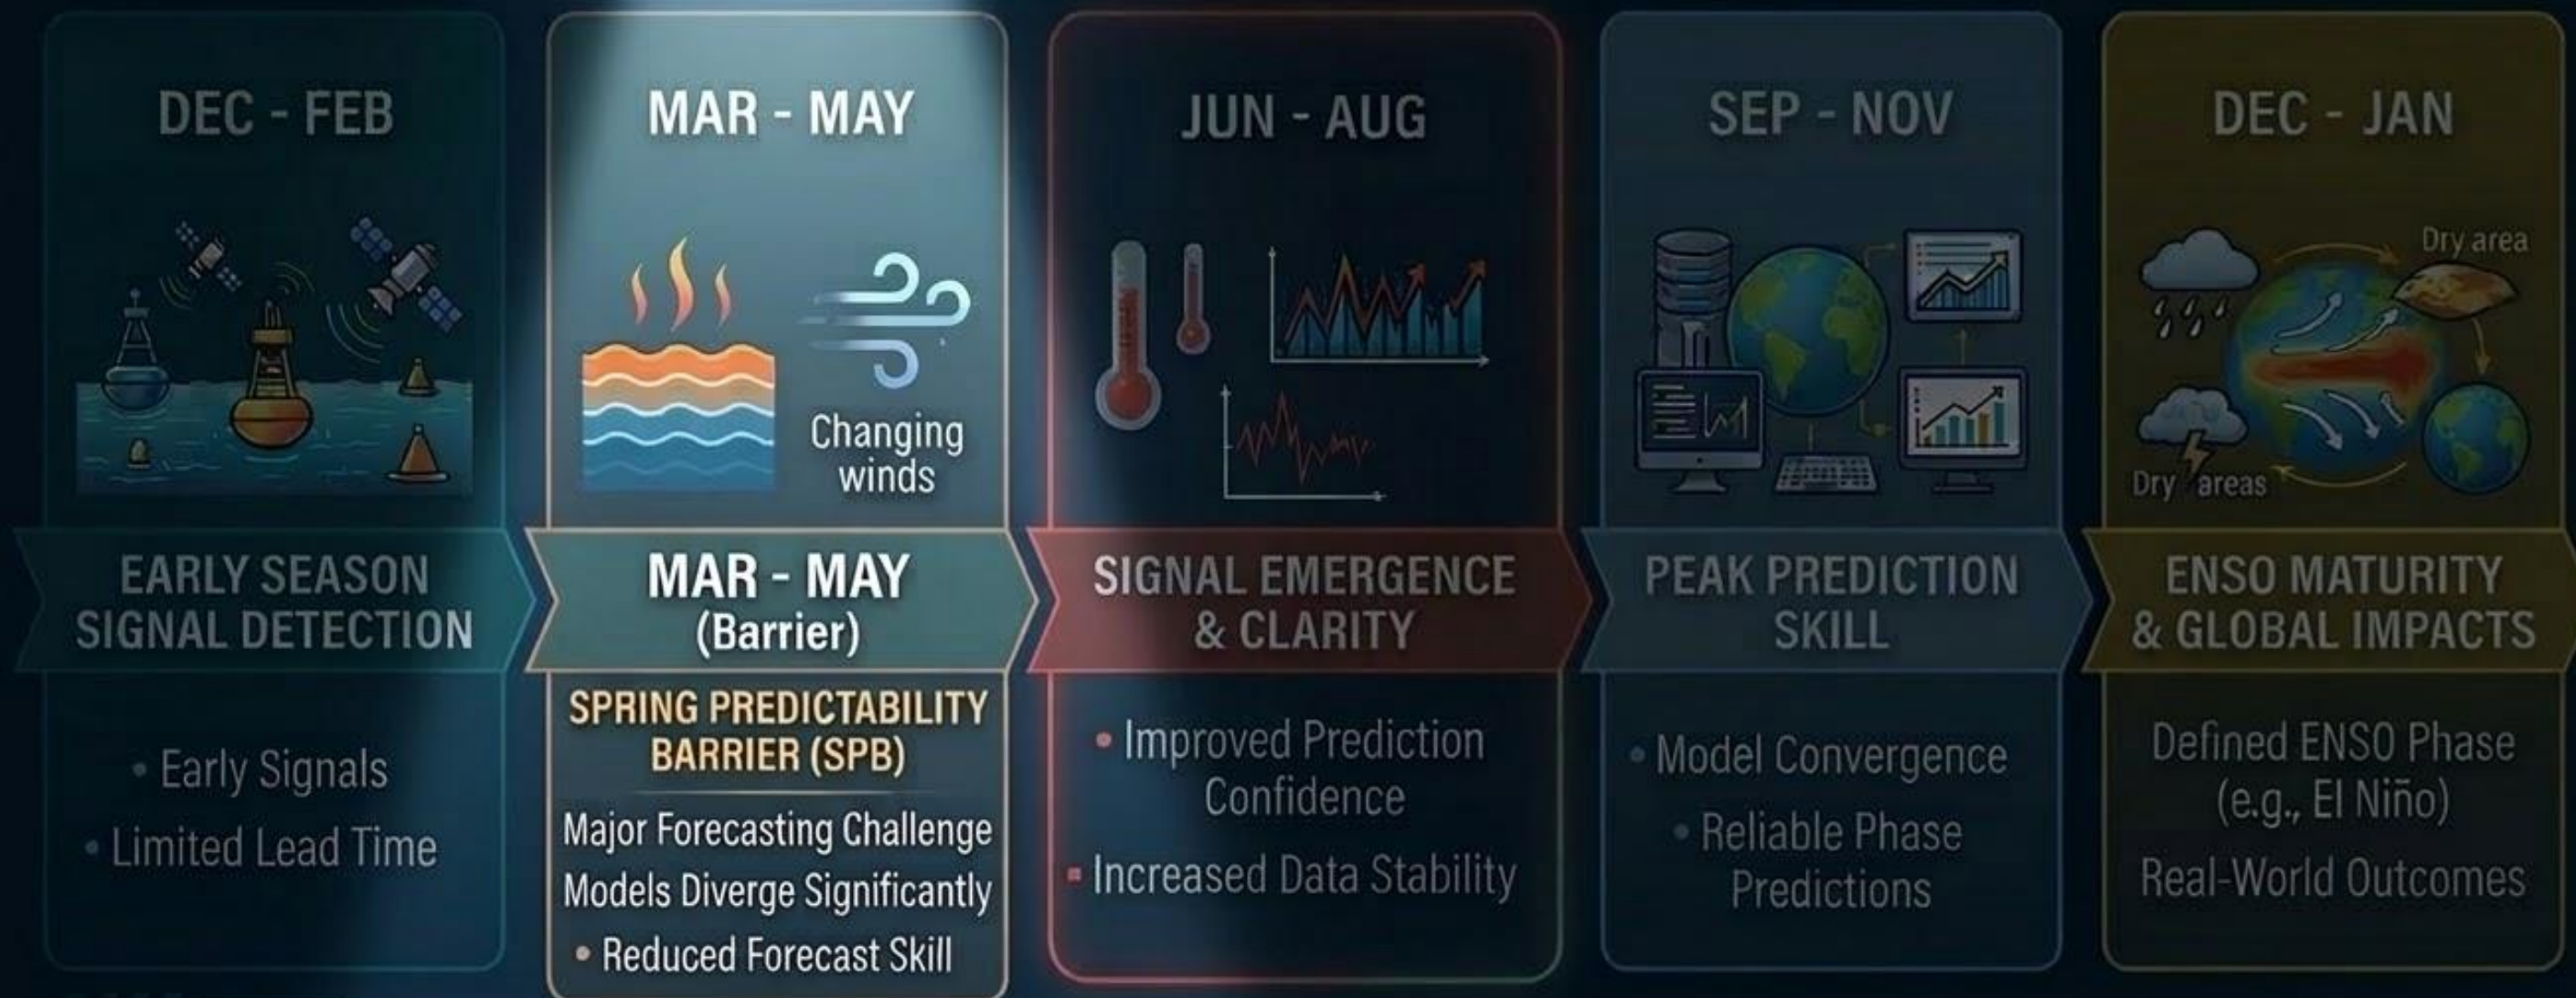 DEC - FEB
EARLY SEASON
SIGNAL DETECTION
• Early Signals
• Limited Lead Time
MAR - MAY
Changing
winds
MAR - MAY
(Barrier)
SPRING PREDICTABILITY
BARRIER (SPB)
Major Forecasting Challenge
Models Diverge Significantly
• Reduced Forecast Skill
JUN - AUG
SIGNAL EMERGENCE
& CLARITY
• Improved Prediction
Confidence
▪ Increased Data Stability
SEP - NOV
PEAK PREDICTION
SKILL
• Model Convergence
• Reliable Phase
Predictions
DEC - JAN
Dry area
Dry areas
ENSO MATURITY
& GLOBAL IMPACTS
Defined ENSO Phase
(e.g., El Niño)
Real-World Outcomes